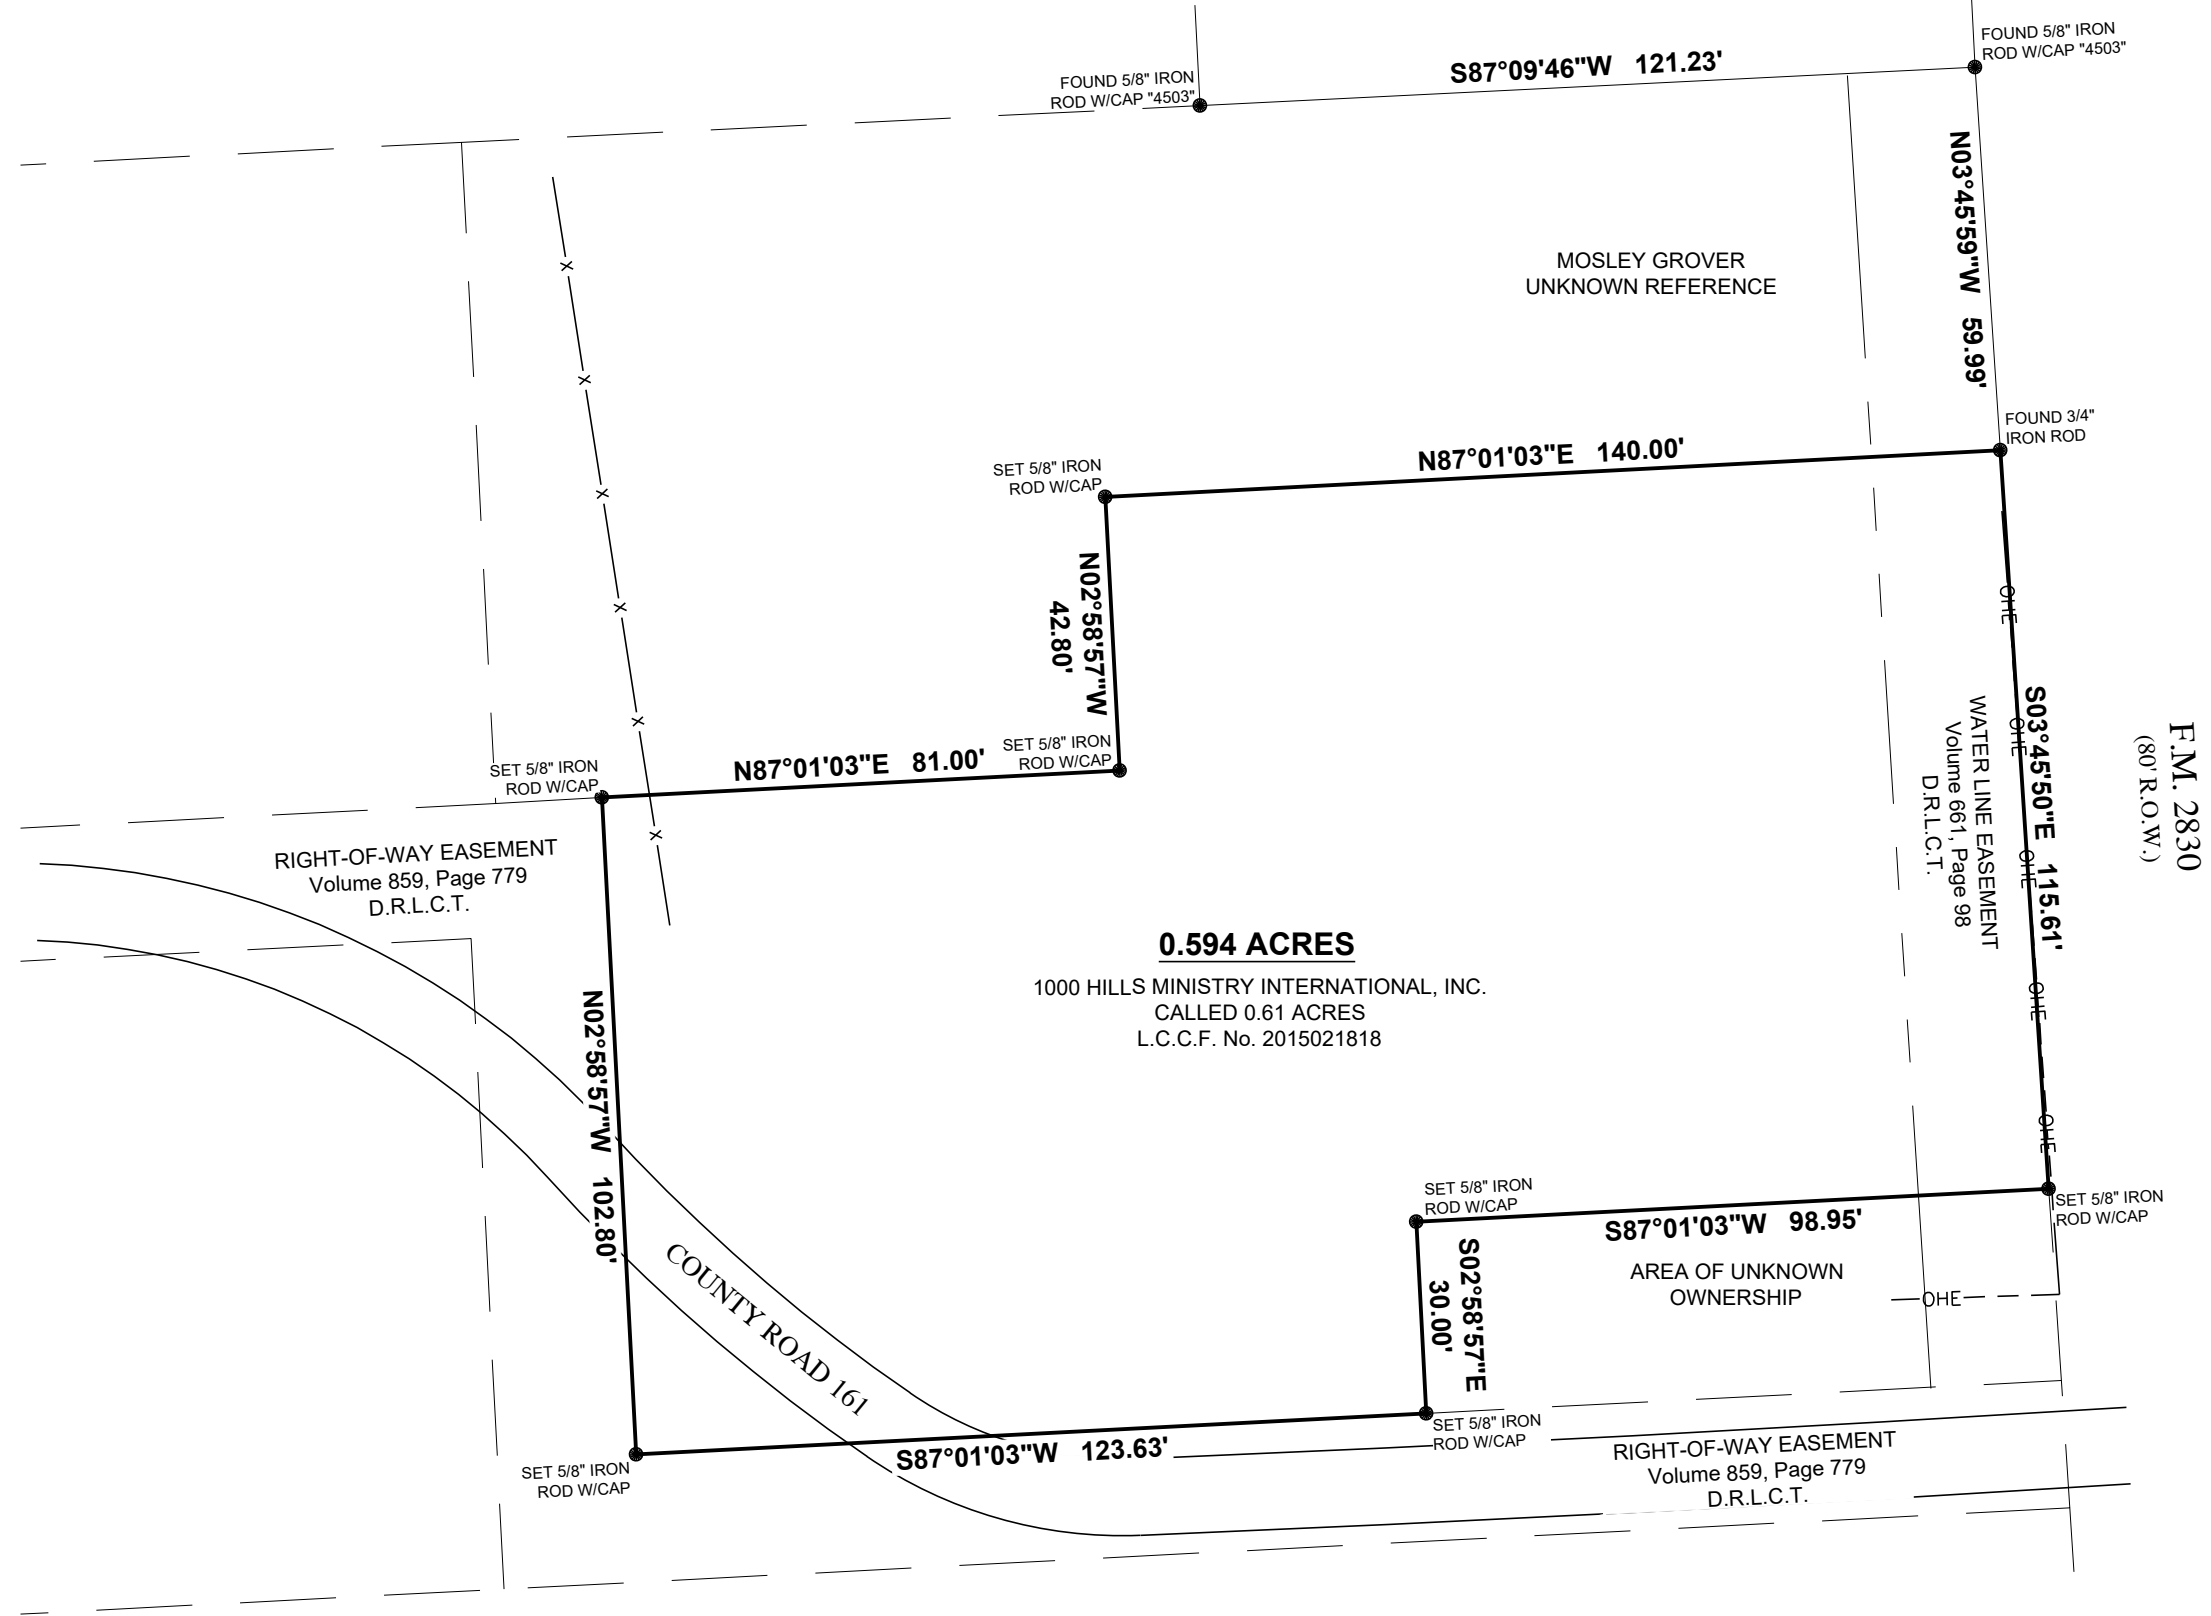 FOUND 5/8" IRON
ROD W/CAP "4503"
S87°09'46"W 121.23'
FOUND 5/8" IRON
ROD W/CAP "4503"
N03°45'59"W 59.99'
MOSLEY GROVER
UNKNOWN REFERENCE
X
X
X
X
X
X
FOUND 3/4"
IRON ROD
N87°01'03"E 140.00'
SET 5/8" IRON
ROD W/CAP
N02°58'57"W
42.80'
SET 5/8" IRON
ROD W/CAP
N87°01'03"E 81.00'
SET 5/8" IRON
ROD W/CAP
OHE
OHE
OHE
OHE
OHE
S03°45'50"E 115.61'
WATER LINE EASEMENT
Volume 661, Page 98
D.R.L.C.T.
F.M. 2830
(80' R.O.W.)
RIGHT-OF-WAY EASEMENT
Volume 859, Page 779
D.R.L.C.T.
0.594 ACRES
1000 HILLS MINISTRY INTERNATIONAL, INC.
CALLED 0.61 ACRES
L.C.C.F. No. 2015021818
N02°58'57"W 102.80'
COUNTY ROAD 161
SET 5/8" IRON
ROD W/CAP
S87°01'03"W 98.95'
SET 5/8" IRON
ROD W/CAP
AREA OF UNKNOWN
OWNERSHIP
OHE
S02°58'57"E
30.00'
SET 5/8" IRON
ROD W/CAP
S87°01'03"W 123.63'
SET 5/8" IRON
ROD W/CAP
RIGHT-OF-WAY EASEMENT
Volume 859, Page 779
D.R.L.C.T.